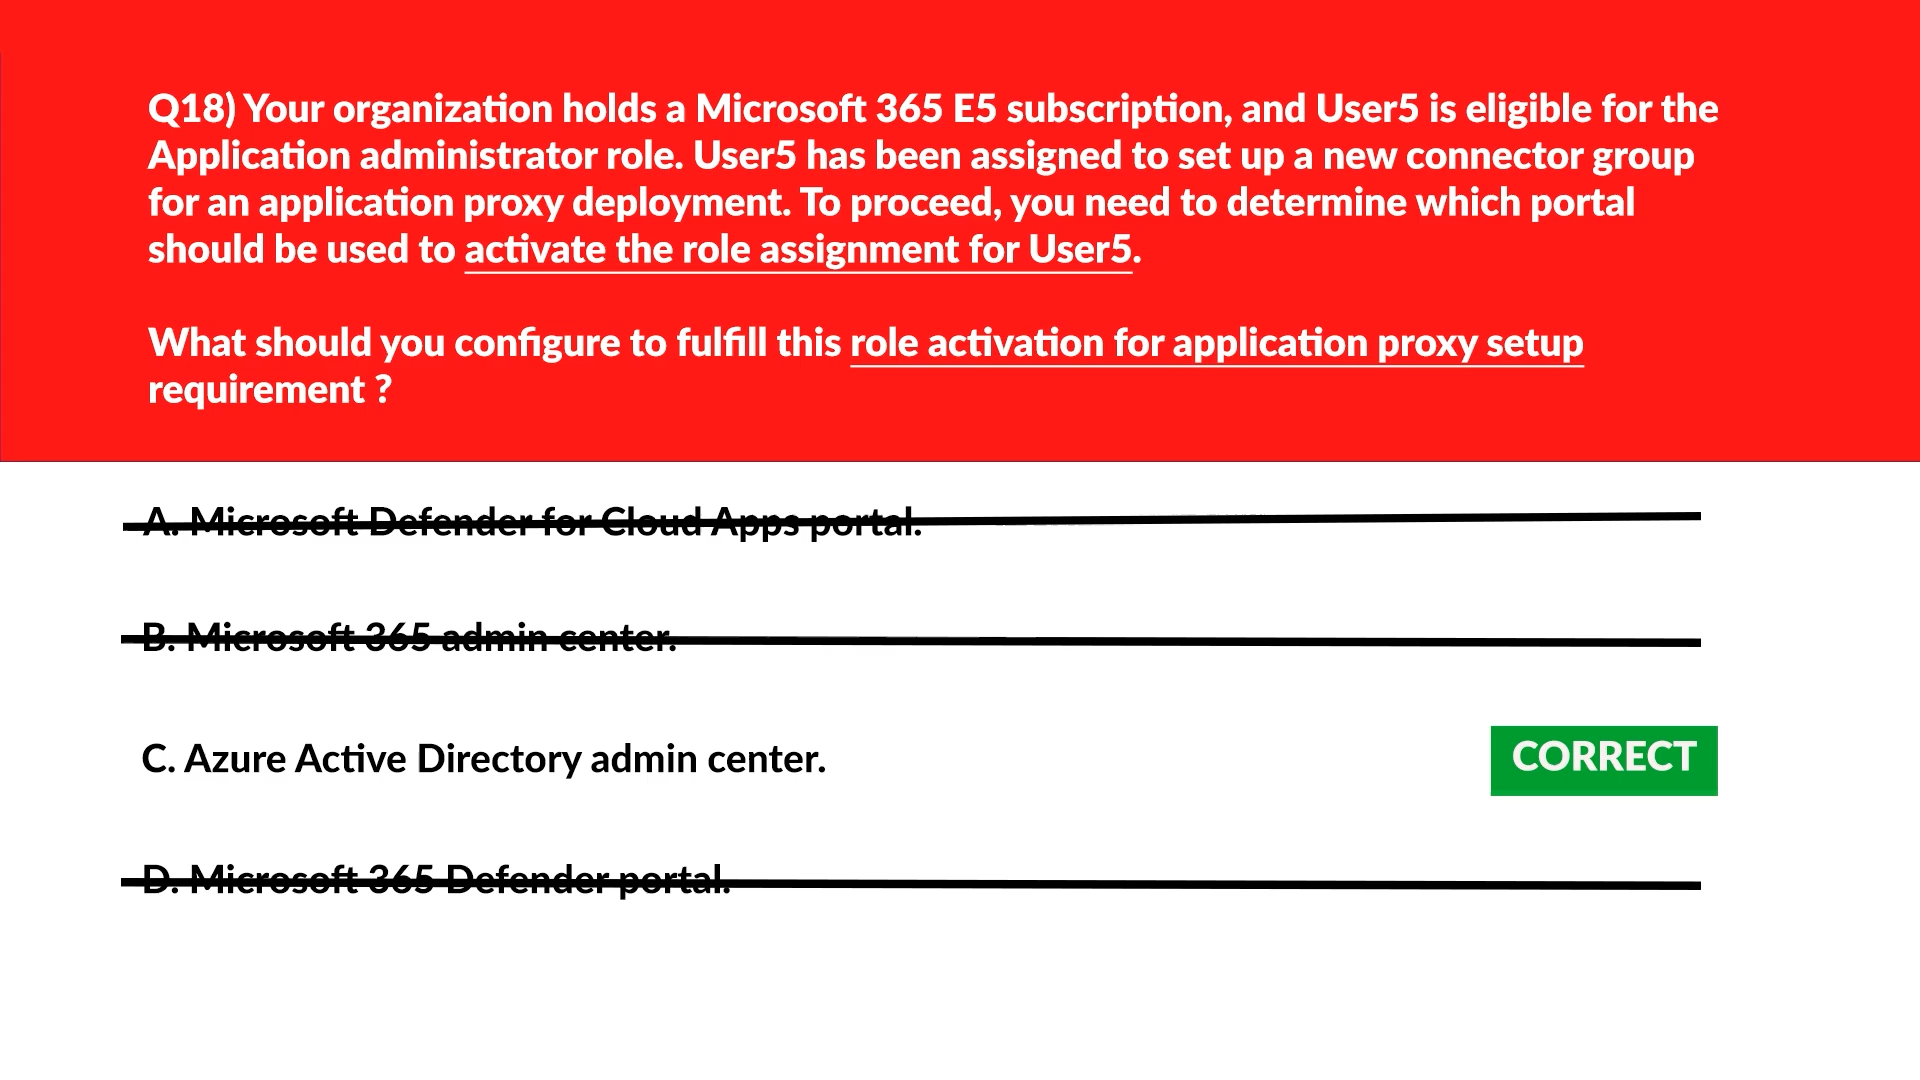 Q18) Your organization holds a Microsoft 365 E5 subscription, and User5 is eligible for the
Application administrator role. User5 has been assigned to set up a new connector group
for an application proxy deployment. To proceed, you need to determine which portal
should be used to activate the role assignment for User5.
What should you configure to fulfill this role activation for application proxy setup
requirement ?
A. Microsoft Defender for Cloud Apps portal.
B. Microsoft 365 admin center.
C. Azure Active Directory admin center.
CORRECT
D. Microsoft 365 Defender portal.